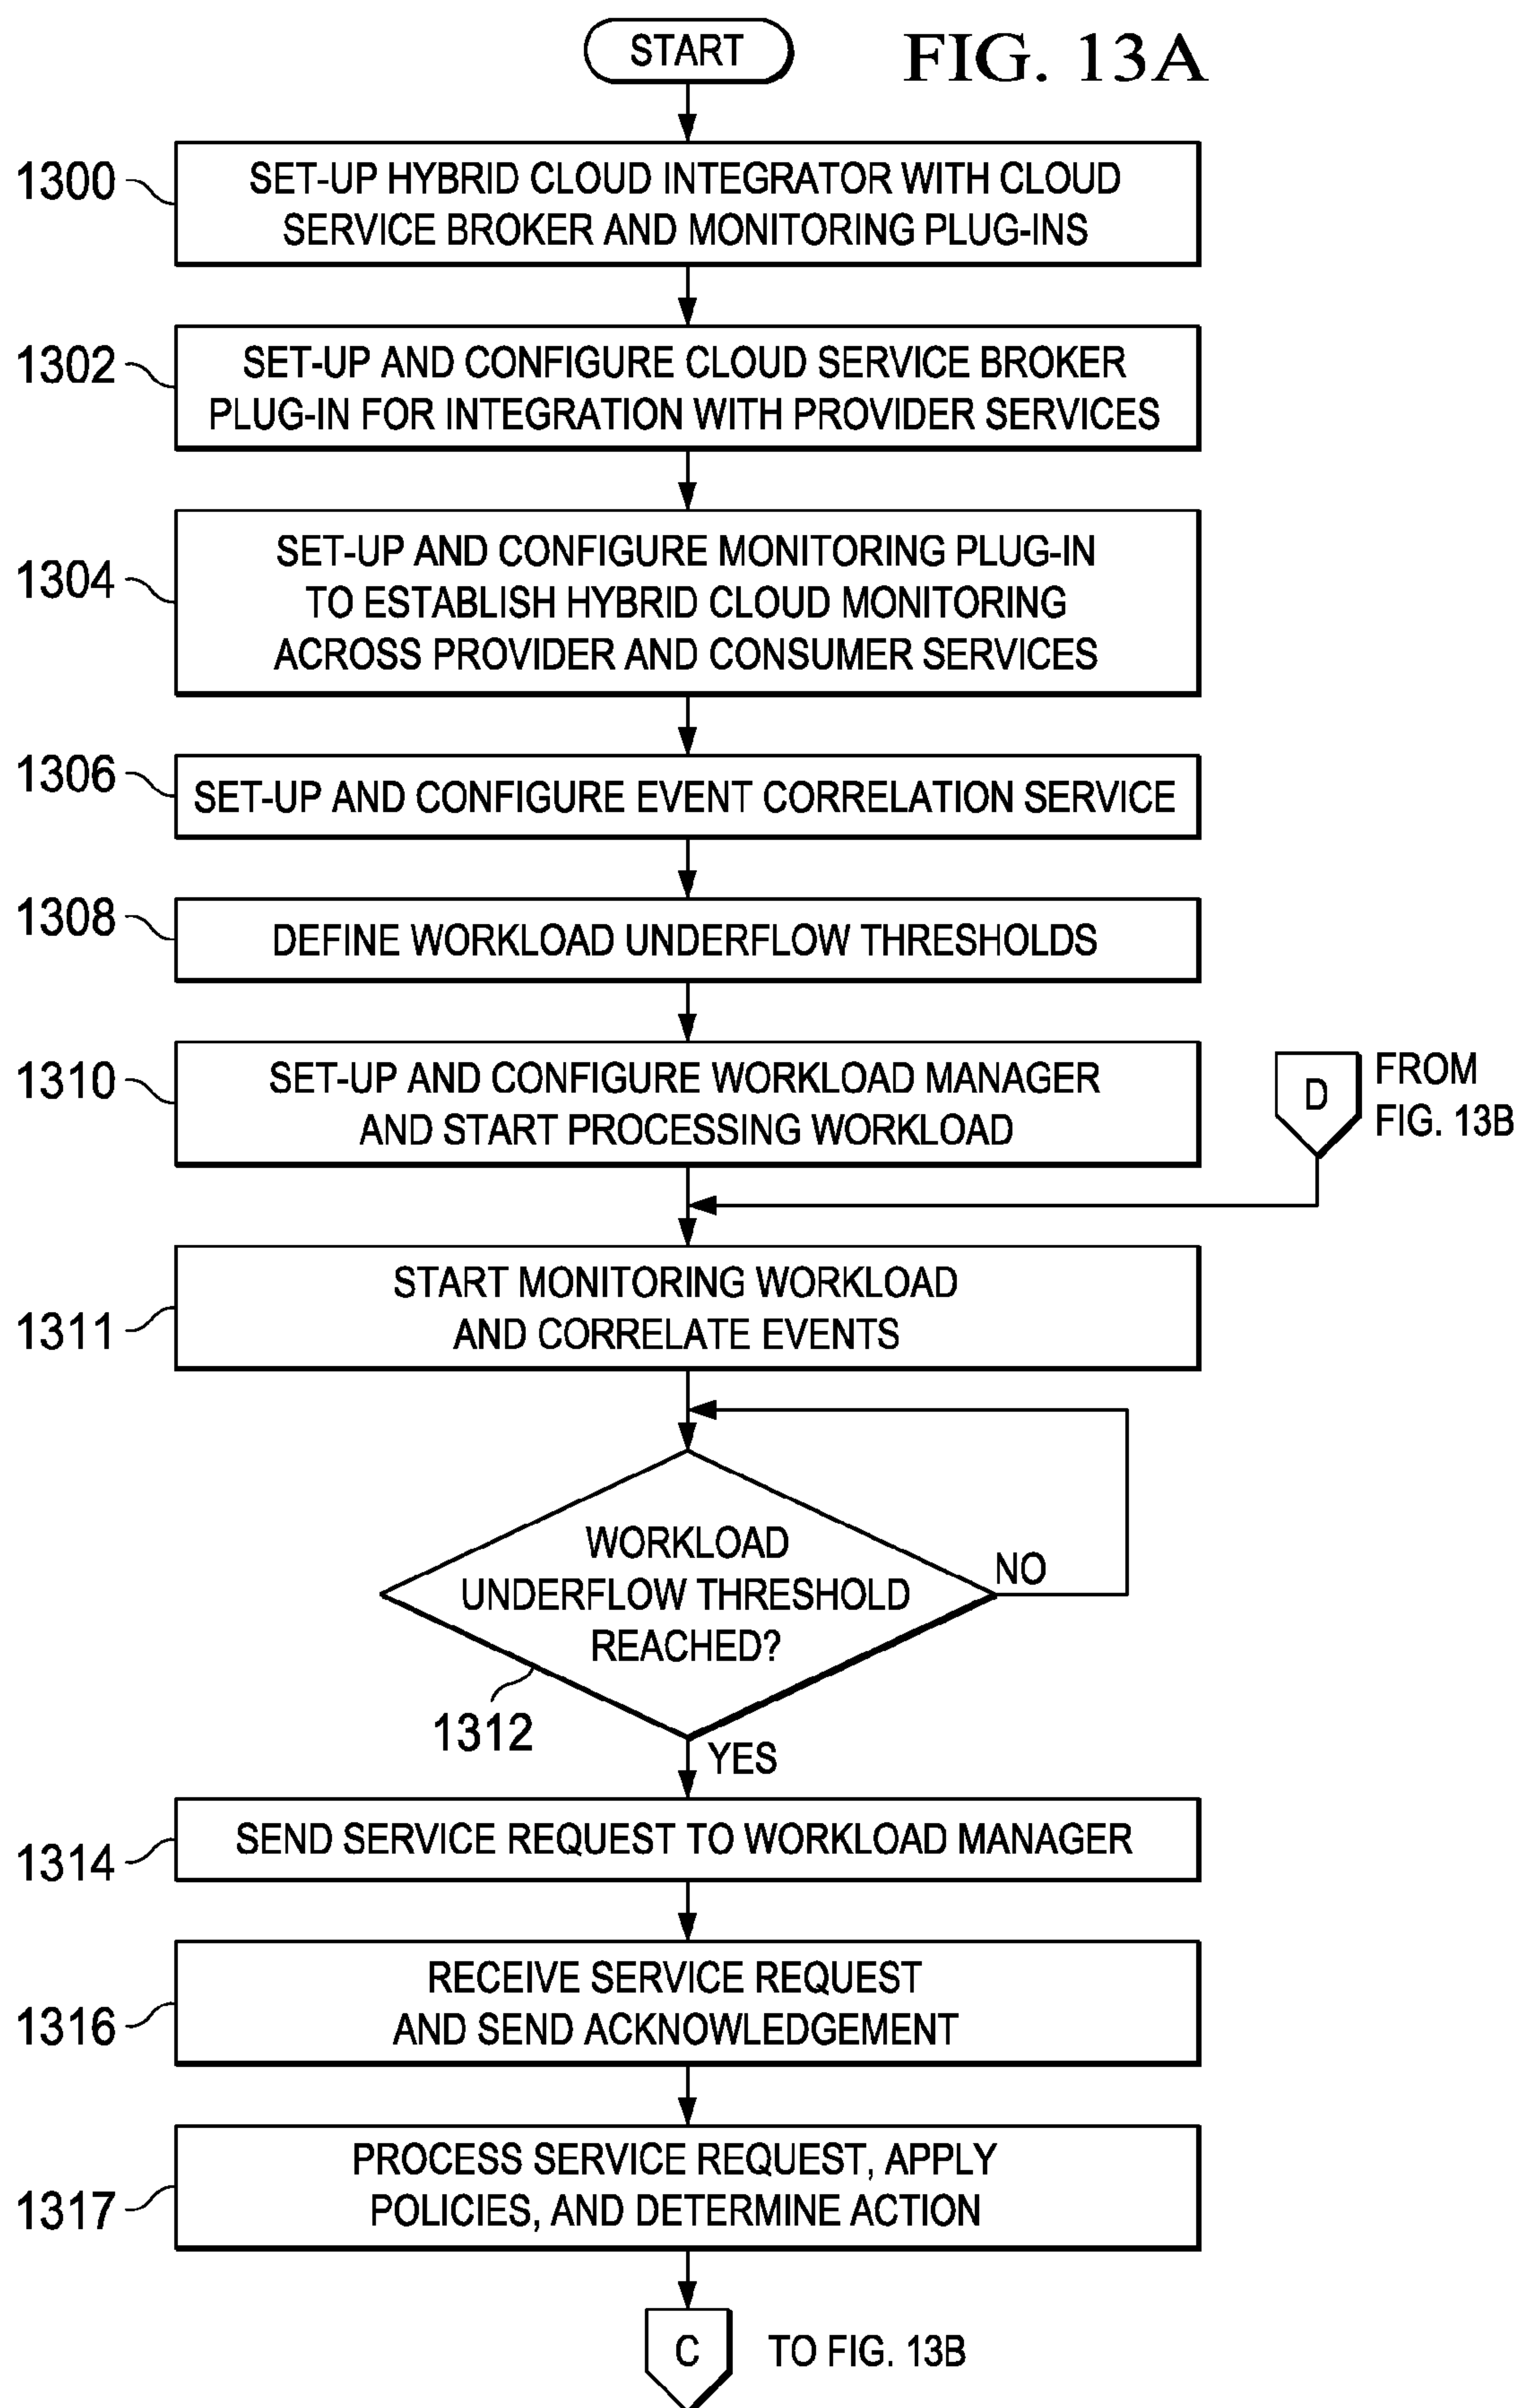 START
FIG. 13A
1300
SET-UP HYBRID CLOUD INTEGRATOR WITH CLOUD
SERVICE BROKER AND MONITORING PLUG-INS
1302
SET-UP AND CONFIGURE CLOUD SERVICE BROKER
PLUG-IN FOR INTEGRATION WITH PROVIDER SERVICES
1304
SET-UP AND CONFIGURE MONITORING PLUG-IN
TO ESTABLISH HYBRID CLOUD MONITORING
ACROSS PROVIDER AND CONSUMER SERVICES
1306
SET-UP AND CONFIGURE EVENT CORRELATION SERVICE
1308
DEFINE WORKLOAD UNDERFLOW THRESHOLDS
1310
SET-UP AND CONFIGURE WORKLOAD MANAGER
AND START PROCESSING WORKLOAD
D
FROM
FIG. 13B
1311
START MONITORING WORKLOAD
AND CORRELATE EVENTS
WORKLOAD
UNDERFLOW THRESHOLD
REACHED?
NO
1312
YES
1314
SEND SERVICE REQUEST TO WORKLOAD MANAGER
1316
RECEIVE SERVICE REQUEST
AND SEND ACKNOWLEDGEMENT
1317
PROCESS SERVICE REQUEST, APPLY
POLICIES, AND DETERMINE ACTION
C
TO FIG. 13B